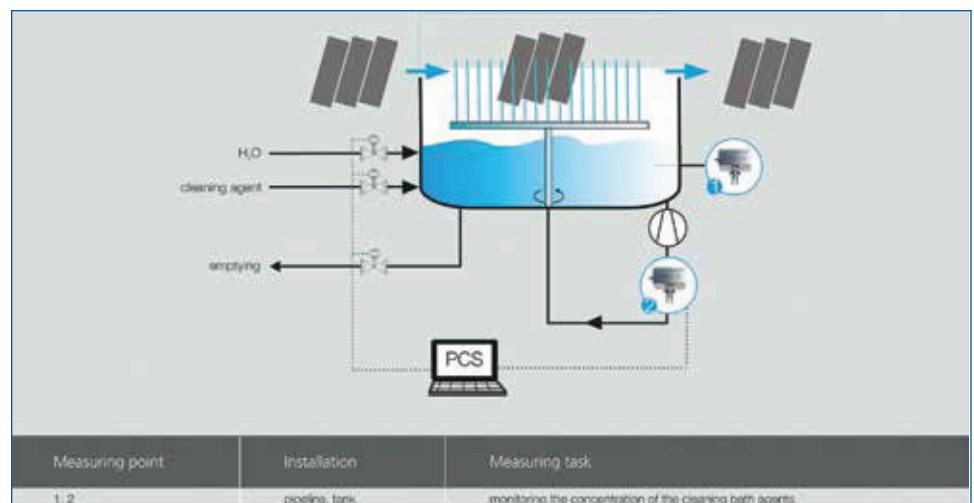 H₂O
cleaning agent
emptying
1
2
PCS
Measuring point Installation Measuring task
1, 2 pipeline, tank monitoring the concentration of the cleaning bath agents